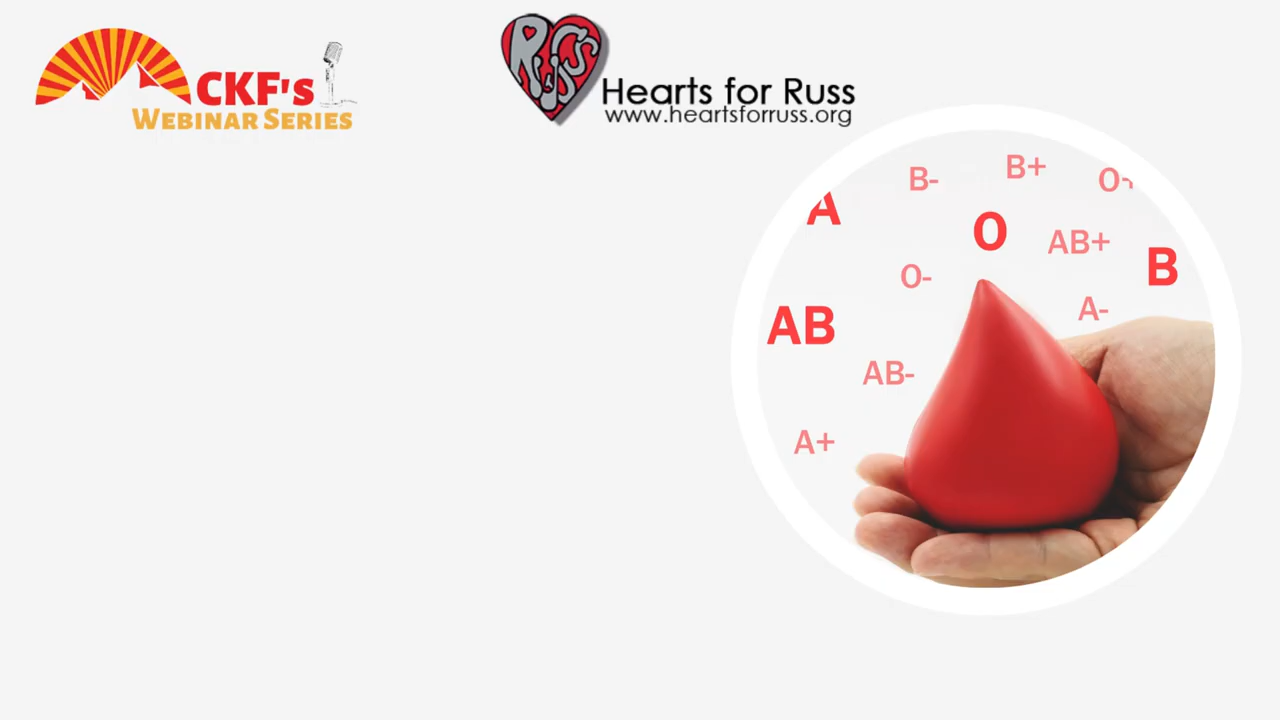 CKF's
WEBINAR SERIES
RUSS
Hearts for Russ
www.heartsforruss.org
B-
B+
O-
A
O
AB+
B
O-
A-
AB
AB-
A+